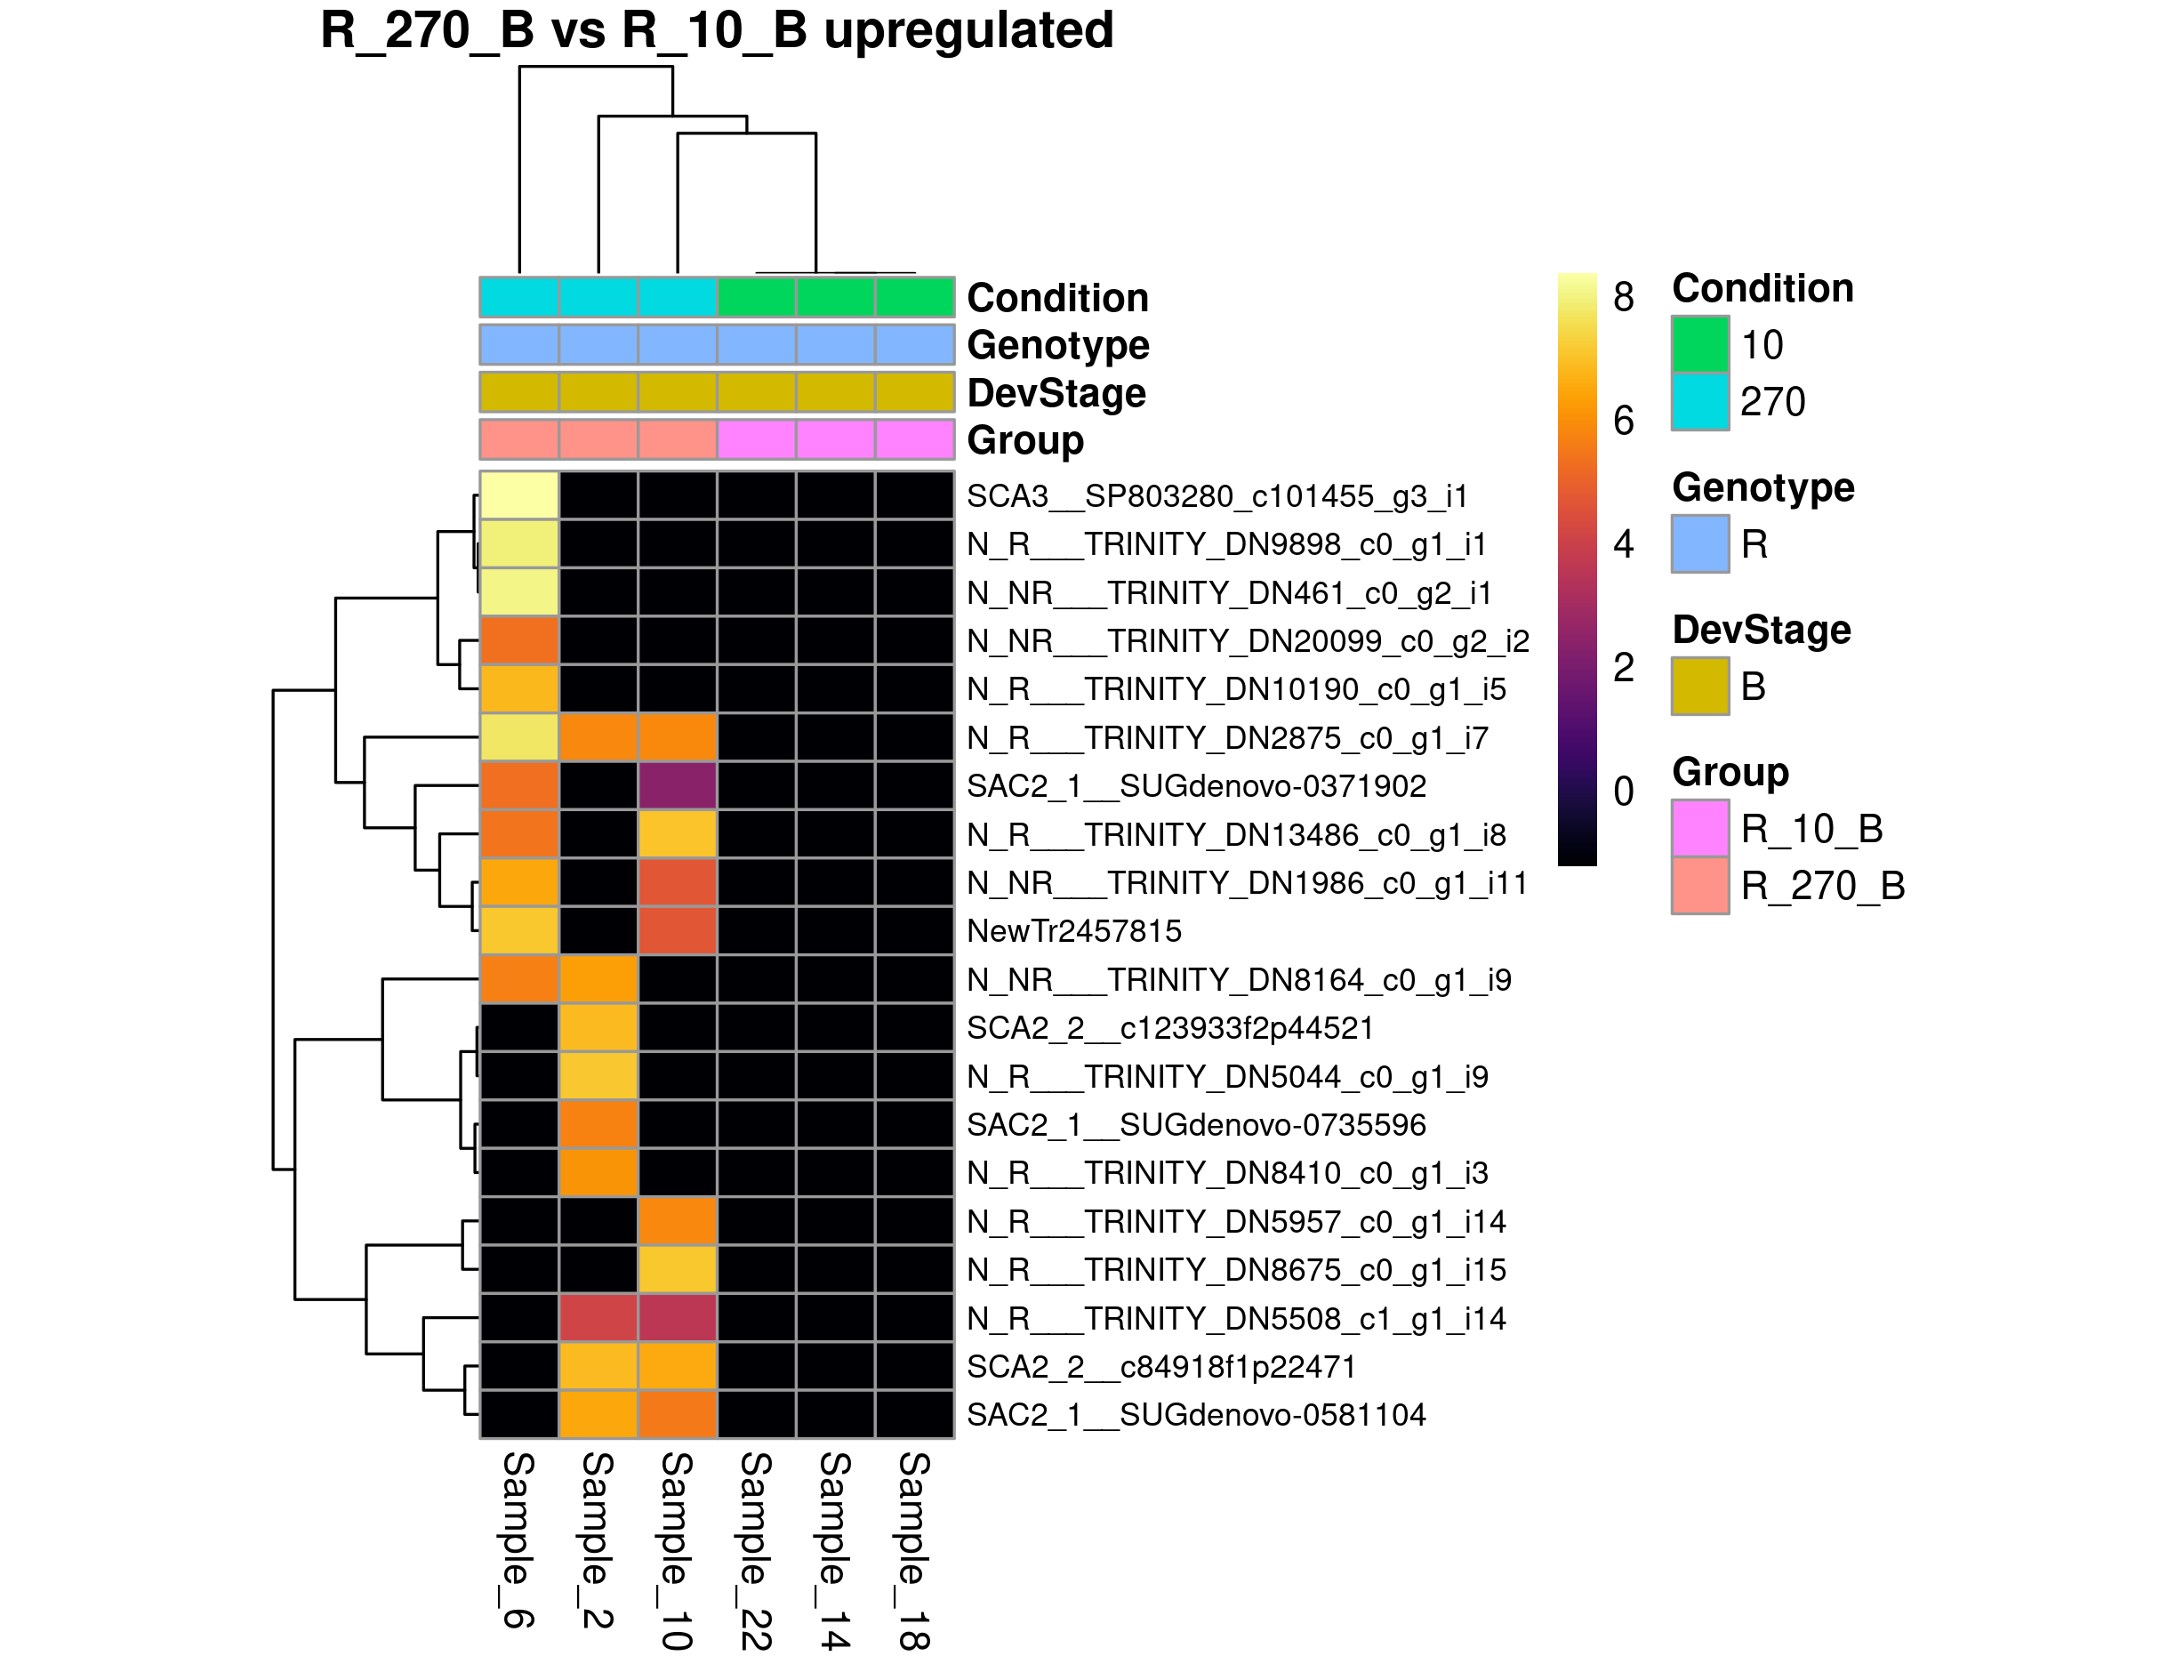 R_270_B vs R_10_B upregulated
Condition
Genotype
DevStage
Group
SCA3__SP803280_c101455_g3_i1
N_R___TRINITY_DN9898_c0_g1_i1
N_NR___TRINITY_DN461_c0_g2_i1
N_NR___TRINITY_DN20099_c0_g2_i2
N_R___TRINITY_DN10190_c0_g1_i5
N_R___TRINITY_DN2875_c0_g1_i7
SAC2_1__SUGdenovo-0371902
N_R___TRINITY_DN13486_c0_g1_i8
N_NR___TRINITY_DN1986_c0_g1_i11
NewTr2457815
N_NR___TRINITY_DN8164_c0_g1_i9
SCA2_2__c123933f2p44521
N_R___TRINITY_DN5044_c0_g1_i9
SAC2_1__SUGdenovo-0735596
N_R___TRINITY_DN8410_c0_g1_i3
N_R___TRINITY_DN5957_c0_g1_i14
N_R___TRINITY_DN8675_c0_g1_i15
N_R___TRINITY_DN5508_c1_g1_i14
SCA2_2__c84918f1p22471
SAC2_1__SUGdenovo-0581104
Sample_6
Sample_2
Sample_10
Sample_22
Sample_14
Sample_18
8
6
4
2
0
Condition
10
270
Genotype
R
DevStage
B
Group
R_10_B
R_270_B